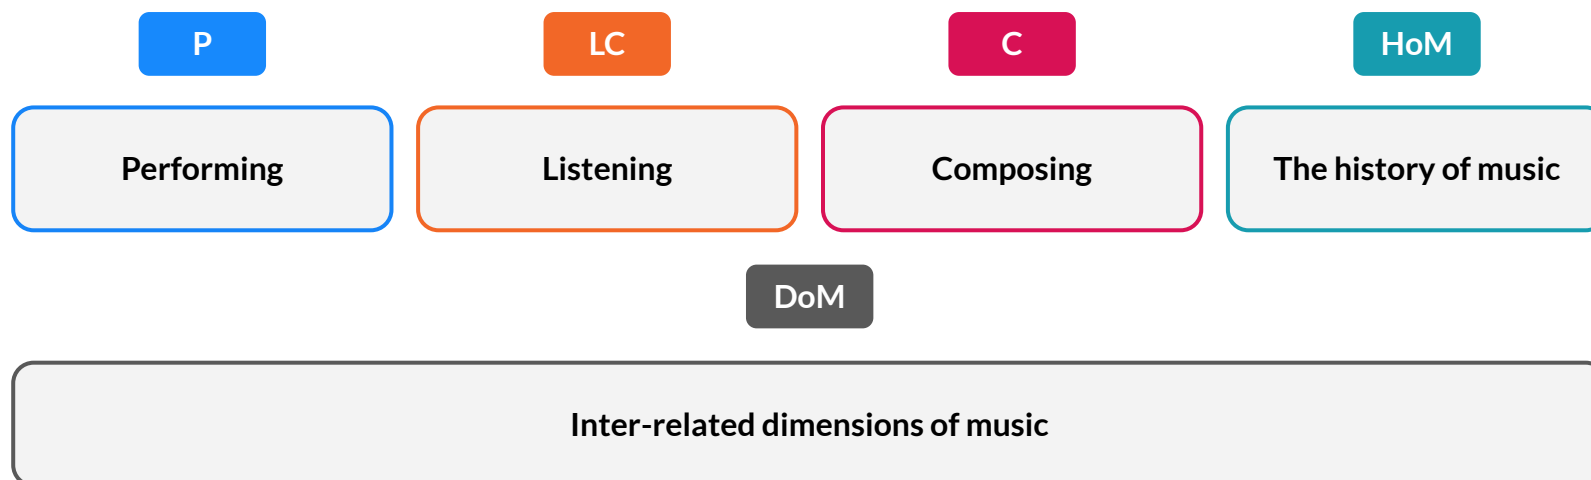 P
LC
C
HoM
Performing
Listening
Composing
The history of music
DoM
Inter-related dimensions of music